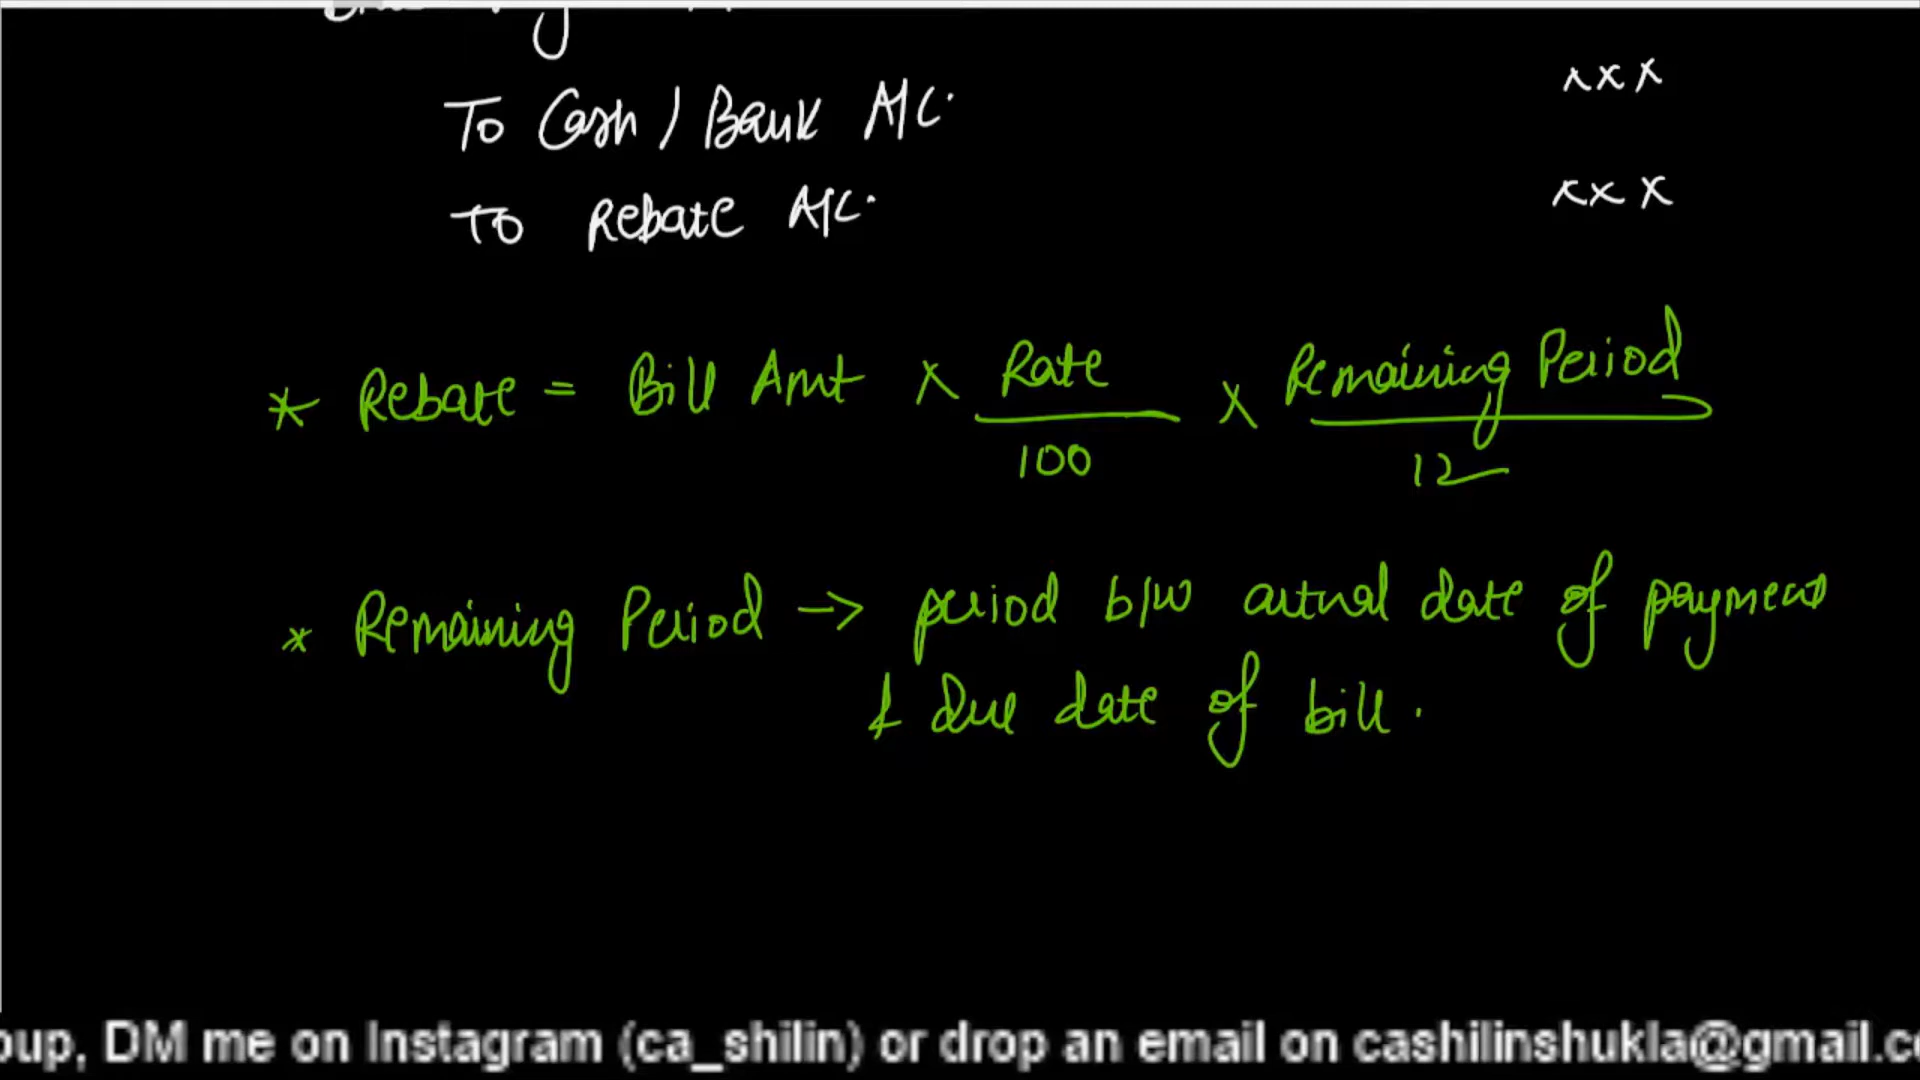 xxx
To Cash / Bank A/C.
To Rebate A/C.
xxx
* Rebate = Bill Amt x Rate / 100 x Remaining Period / 12
* Remaining Period -> period b/w actual date of payment
& due date of bill.
oup, DM me on Instagram (ca_shilin) or drop an email on cashilinshukla@gmail.c